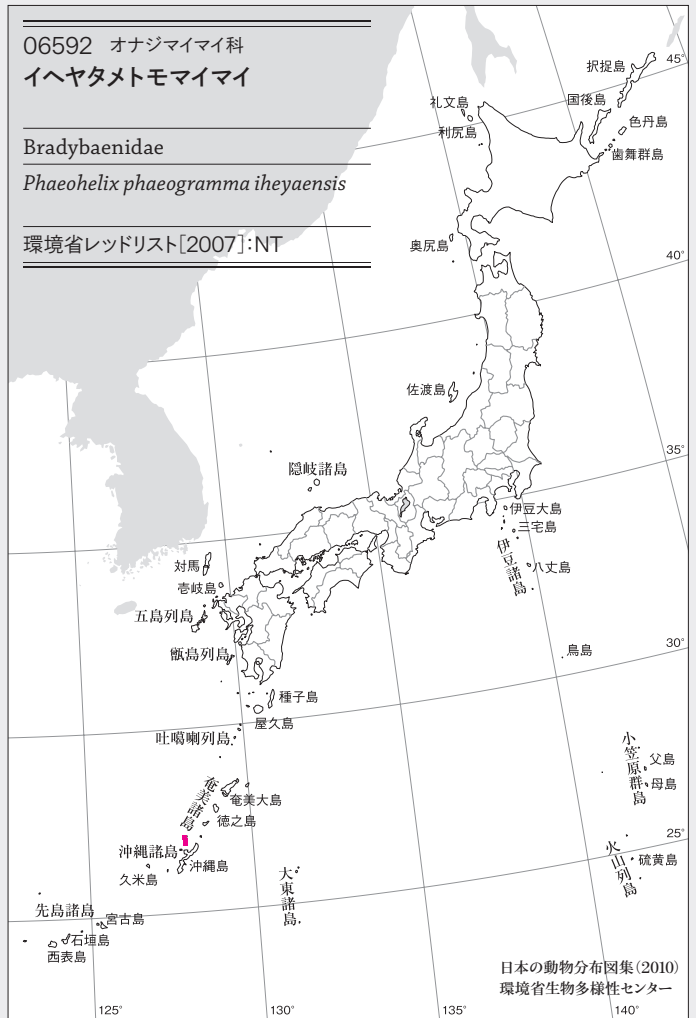 06592 オナジマイマイ科
イヘヤタメトモマイマイ
Bradybaenidae
Phaeohelix phaeogramma iheyaensis
環境省レッドリスト［2007］：NT
択捉島
45°
礼文島
国後島
色丹島
利尻島
歯舞群島
奥尻島
40°
佐渡島
35°
隠岐諸島
伊豆大島
三宅島
伊豆諸島
八丈島
対馬
壱岐島
五島列島
甑島列島
鳥島
30°
種子島
屋久島
吐噶喇列島
小笠原群島
父島
母島
奄美諸島
奄美大島
徳之島
25°
沖縄諸島
沖縄島
久米島
火山列島
硫黄島
大東諸島
先島諸島
宮古島
石垣島
西表島
日本の動物分布図集（2010）
環境省生物多様性センター
125°
130°
135°
140°